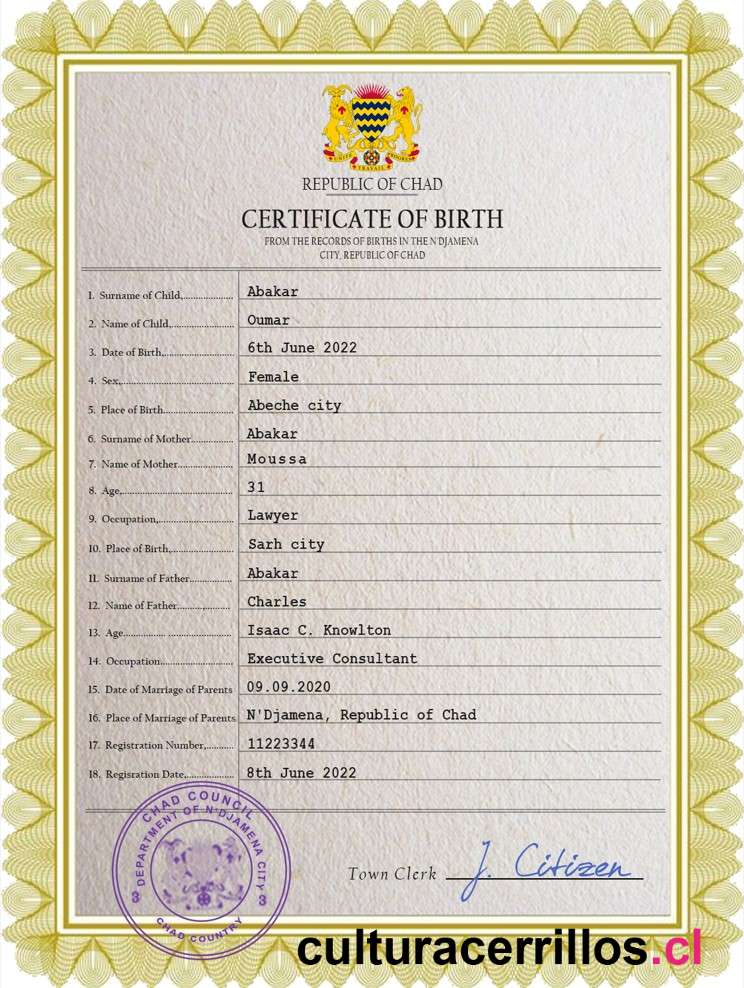 UNITE
TRAVAIL
PROGRES
REPUBLIC OF CHAD
CERTIFICATE OF BIRTH
FROM THE RECORDS OF BIRTHS IN THE N'DJAMENA
CITY, REPUBLIC OF CHAD
1. Surname of Child,.................... Abakar
2. Name of Child,........................ Oumar
3. Date of Birth,........................... 6th June 2022
4. Sex,........................................... Female
5. Place of Birth........................... Abeche city
6. Surname of Mother................ Abakar
7. Name of Mother..................... Moussa
8. Age,.......................................... 31
9. Occupation,............................. Lawyer
10. Place of Birth,........................ Sarh city
11. Surname of Father................ Abakar
12. Name of Father.........,.......... Charles
13. Age................ ........................ Isaac C. Knowlton
14. Occupation............................ Executive Consultant
15. Date of Marriage of Parents 09.09.2020
16. Place of Marriage of Parents. N'Djamena, Republic of Chad
17. Registration Number,........... 11223344
18. Regisration Date,................... 8th June 2022
CHAD COUNCIL
3 DEPARTMENT OF N'DJAMENA CITY 3
CHAD COUNTRY
Town Clerk J. Citizen
culturacerrillos.cl